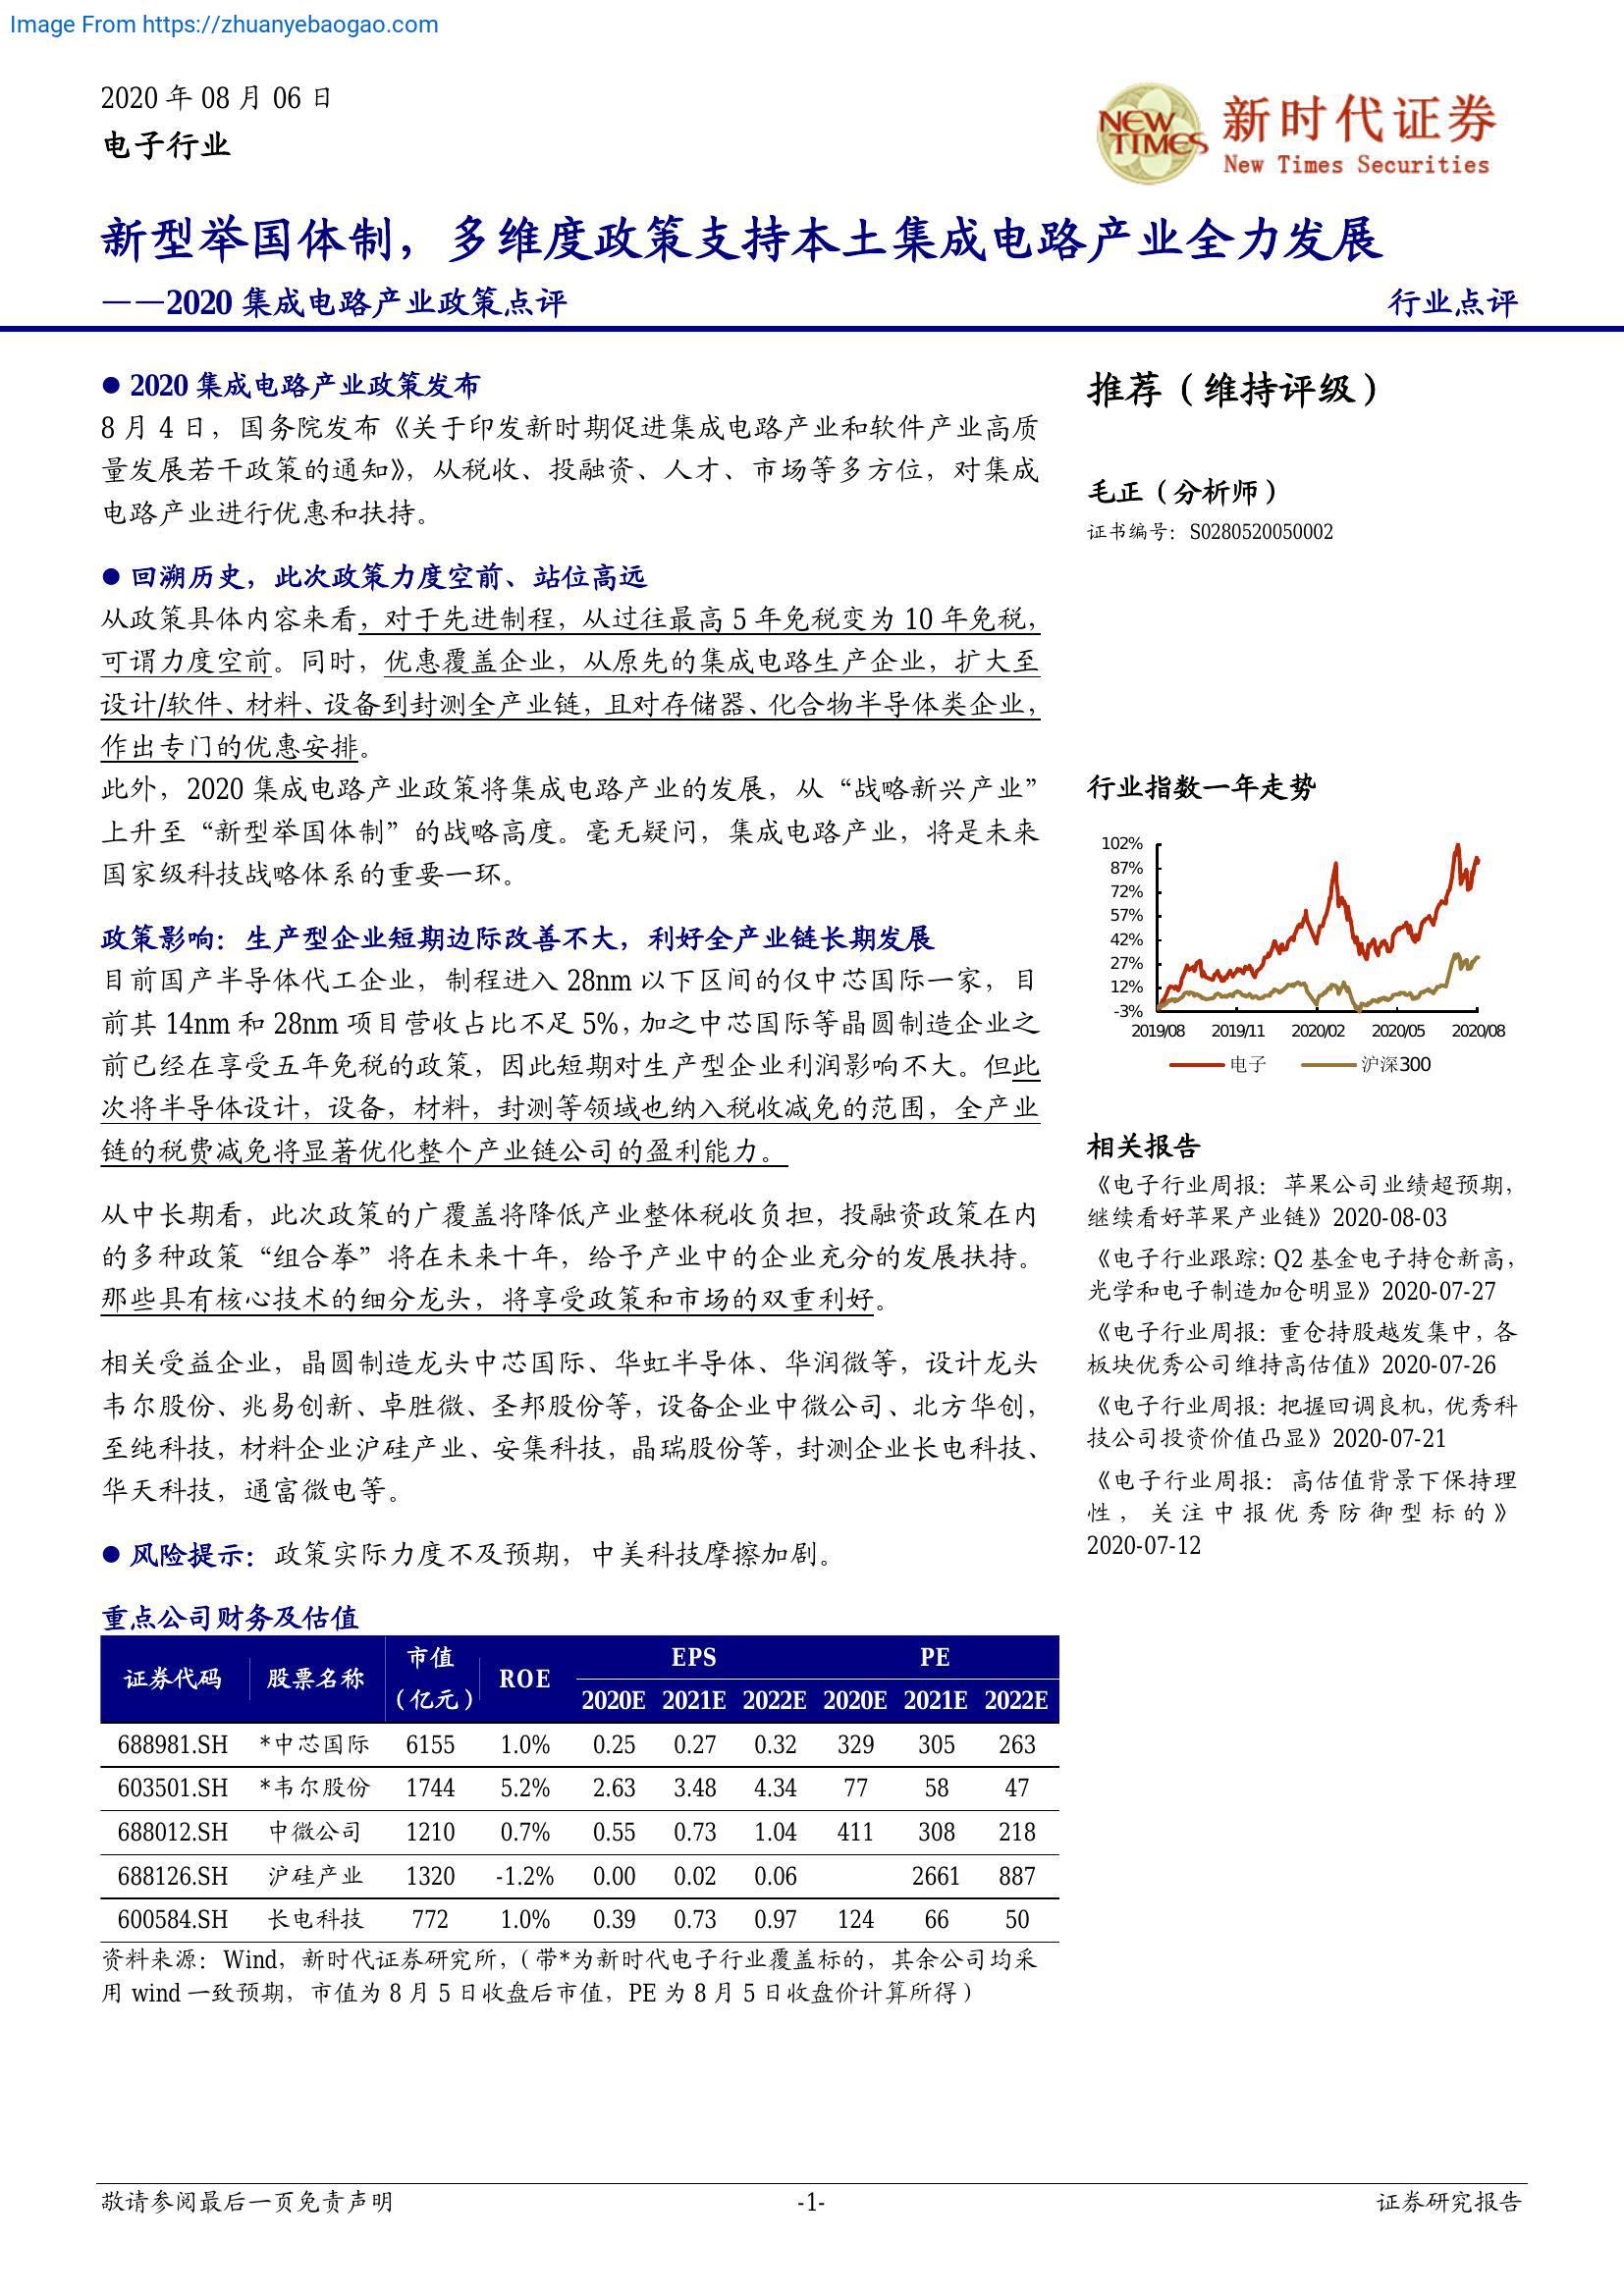 Image From https://zhuanyebaogao.com
2020 年 08 月 06 日
电子行业
NEW TIMES
新时代证券
New Times Securities
新型举国体制，多维度政策支持本土集成电路产业全力发展
——2020 集成电路产业政策点评
行业点评
● 2020 集成电路产业政策发布
8 月 4 日，国务院发布《关于印发新时期促进集成电路产业和软件产业高质
量发展若干政策的通知》，从税收、投融资、人才、市场等多方位，对集成
电路产业进行优惠和扶持。
● 回溯历史，此次政策力度空前、站位高远
从政策具体内容来看，对于先进制程，从过往最高 5 年免税变为 10 年免税，
可谓力度空前。同时，优惠覆盖企业，从原先的集成电路生产企业，扩大至
设计/软件、材料、设备到封测全产业链，且对存储器、化合物半导体类企业，
作出专门的优惠安排。
此外，2020 集成电路产业政策将集成电路产业的发展，从“战略新兴产业”
上升至“新型举国体制”的战略高度。毫无疑问，集成电路产业，将是未来
国家级科技战略体系的重要一环。
政策影响：生产型企业短期边际改善不大，利好全产业链长期发展
目前国产半导体代工企业，制程进入 28nm 以下区间的仅中芯国际一家，目
前其 14nm 和 28nm 项目营收占比不足 5%，加之中芯国际等晶圆制造企业之
前已经在享受五年免税的政策，因此短期对生产型企业利润影响不大。但此
次将半导体设计，设备，材料，封测等领域也纳入税收减免的范围，全产业
链的税费减免将显著优化整个产业链公司的盈利能力。
从中长期看，此次政策的广覆盖将降低产业整体税收负担，投融资政策在内
的多种政策“组合拳”将在未来十年，给予产业中的企业充分的发展扶持。
那些具有核心技术的细分龙头，将享受政策和市场的双重利好。
相关受益企业，晶圆制造龙头中芯国际、华虹半导体、华润微等，设计龙头
韦尔股份、兆易创新、卓胜微、圣邦股份等，设备企业中微公司、北方华创，
至纯科技，材料企业沪硅产业、安集科技，晶瑞股份等，封测企业长电科技、
华天科技，通富微电等。
● 风险提示：政策实际力度不及预期，中美科技摩擦加剧。
重点公司财务及估值
证券代码 股票名称 市值（亿元） ROE EPS PE
2020E 2021E 2022E 2020E 2021E 2022E
688981.SH *中芯国际 6155 1.0% 0.25 0.27 0.32 329 305 263
603501.SH *韦尔股份 1744 5.2% 2.63 3.48 4.34 77 58 47
688012.SH 中微公司 1210 0.7% 0.55 0.73 1.04 411 308 218
688126.SH 沪硅产业 1320 -1.2% 0.00 0.02 0.06 2661 887
600584.SH 长电科技 772 1.0% 0.39 0.73 0.97 124 66 50
资料来源：Wind，新时代证券研究所，（带*为新时代电子行业覆盖标的，其余公司均采
用 wind 一致预期，市值为 8 月 5 日收盘后市值，PE 为 8 月 5 日收盘价计算所得）
推荐（维持评级）
毛正（分析师）
证书编号：S0280520050002
行业指数一年走势
102%
87%
72%
57%
42%
27%
12%
-3%
2019/08 2019/11 2020/02 2020/05 2020/08
电子 沪深300
相关报告
《电子行业周报：苹果公司业绩超预期，
继续看好苹果产业链》2020-08-03
《电子行业跟踪：Q2 基金电子持仓新高，
光学和电子制造加仓明显》2020-07-27
《电子行业周报：重仓持股越发集中，各
板块优秀公司维持高估值》2020-07-26
《电子行业周报：把握回调良机，优秀科
技公司投资价值凸显》2020-07-21
《电子行业周报：高估值背景下保持理
性，关注中报优秀防御型标的》
2020-07-12
敬请参阅最后一页免责声明
-1-
证券研究报告